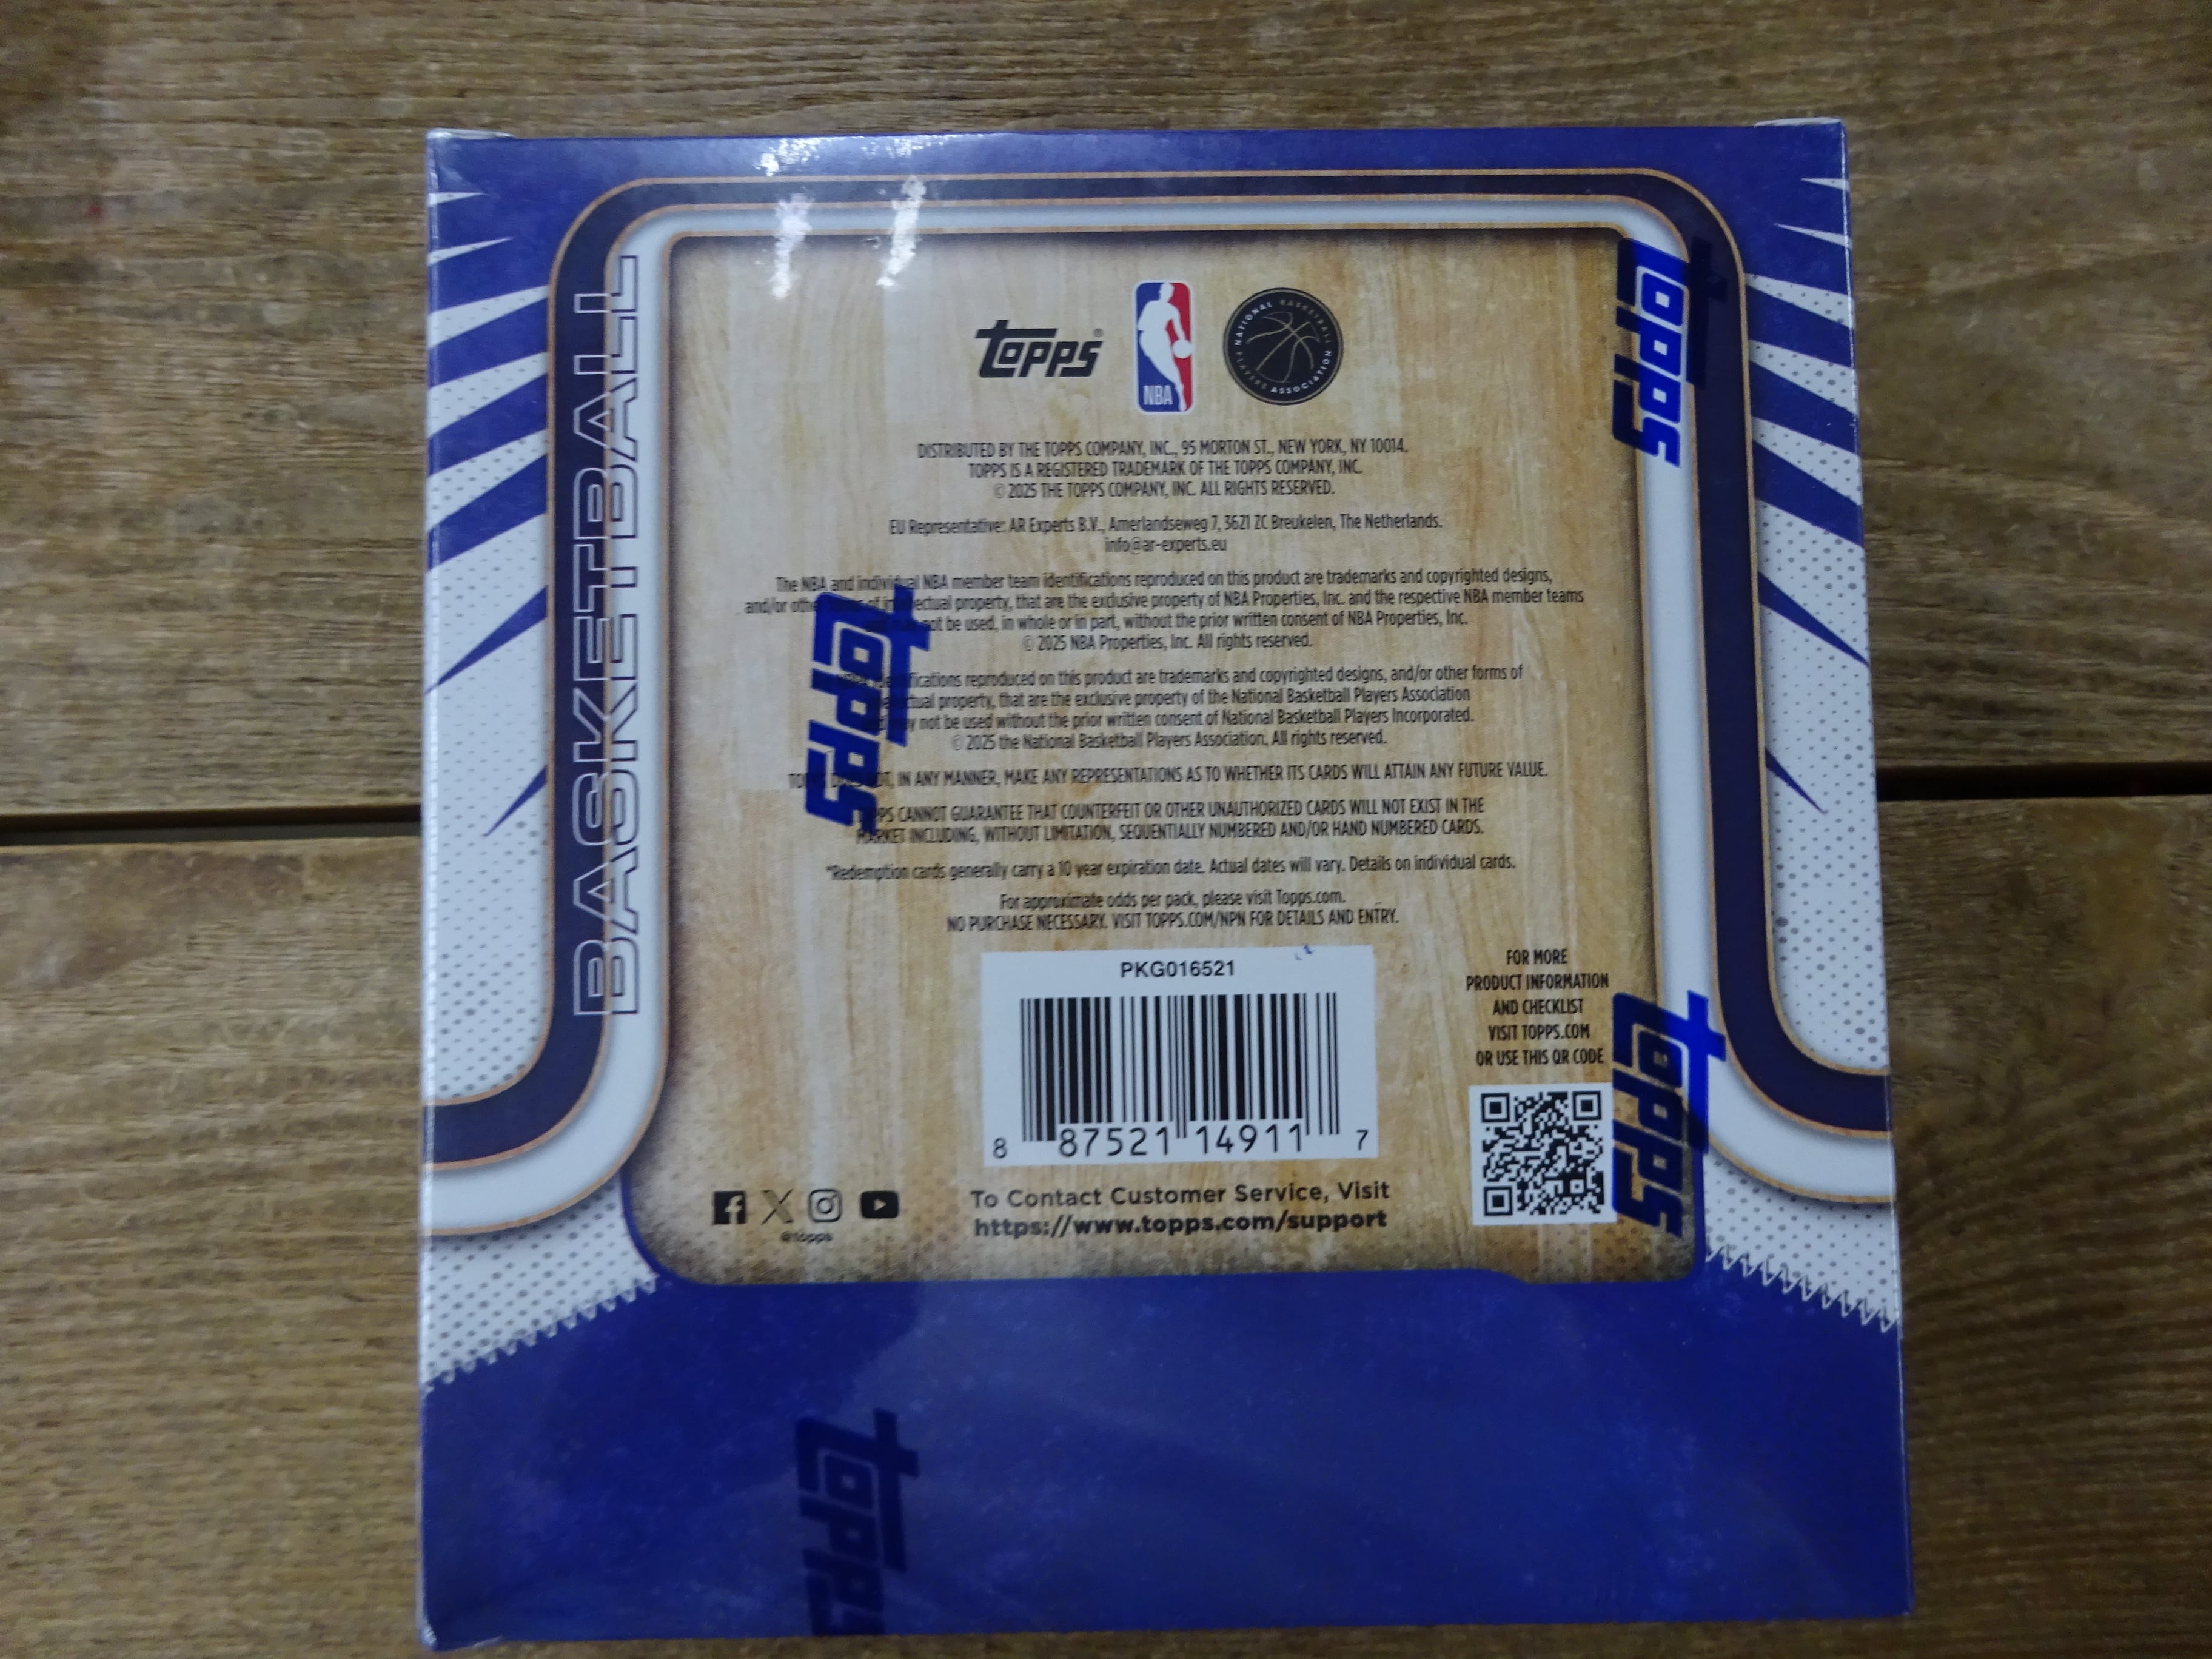 BASKETBALL
topps®
NBA
NATIONAL BASKETBALL PLAYERS ASSOCIATION
topps
DISTRIBUTED BY THE TOPPS COMPANY, INC., 95 MORTON ST., NEW YORK, NY 10014.
TOPPS IS A REGISTERED TRADEMARK OF THE TOPPS COMPANY, INC.
© 2025 THE TOPPS COMPANY, INC. ALL RIGHTS RESERVED.
EU Representative: AR Experts B.V., Amerlandseweg 7, 3621 ZC Breukelen, The Netherlands.
info@ar-experts.eu
The NBA and individual NBA member team identifications reproduced on this product are trademarks and copyrighted designs,
and/or other of intellectual property, that are the exclusive property of NBA Properties, Inc. and the respective NBA member teams
not be used, in whole or in part, without the prior written consent of NBA Properties, Inc.
© 2025 NBA Properties, Inc. All rights reserved.
topps
reproduced on this product are trademarks and copyrighted designs, and/or other forms of
property, that are the exclusive property of the National Basketball Players Association
may not be used without the prior written consent of National Basketball Players Incorporated.
© 2025 the National Basketball Players Association. All rights reserved.
TOPPS DOES NOT, IN ANY MANNER, MAKE ANY REPRESENTATIONS AS TO WHETHER ITS CARDS WILL ATTAIN ANY FUTURE VALUE.
TOPPS CANNOT GUARANTEE THAT COUNTERFEIT OR OTHER UNAUTHORIZED CARDS WILL NOT EXIST IN THE
MARKET INCLUDING, WITHOUT LIMITATION, SEQUENTIALLY NUMBERED AND/OR HAND NUMBERED CARDS.
*Redemption cards generally carry a 10 year expiration date. Actual dates will vary. Details on individual cards.
For approximate odds per pack, please visit Topps.com.
NO PURCHASE NECESSARY. VISIT TOPPS.COM/NPN FOR DETAILS AND ENTRY.
PKG016521
8 87521 14911 7
FOR MORE
PRODUCT INFORMATION
AND CHECKLIST
VISIT TOPPS.COM
OR USE THIS QR CODE
topps
@topps
To Contact Customer Service, Visit
https://www.topps.com/support
topps